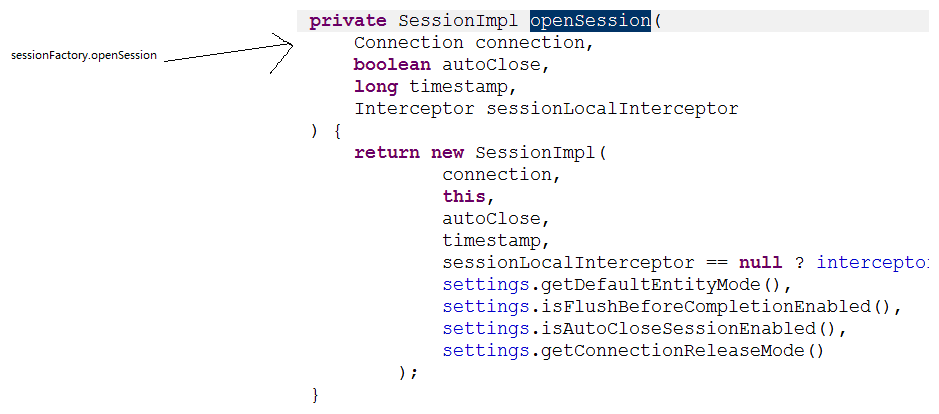 private SessionImpl openSession(
sessionFactory.openSession
Connection connection,
boolean autoClose,
long timestamp,
Interceptor sessionLocalInterceptor
) {
return new SessionImpl(
connection,
this,
autoClose,
timestamp,
sessionLocalInterceptor == null ? interceptor
settings.getDefaultEntityMode(),
settings.isFlushBeforeCompletionEnabled(),
settings.isAutoCloseSessionEnabled(),
settings.getConnectionReleaseMode()
);
}